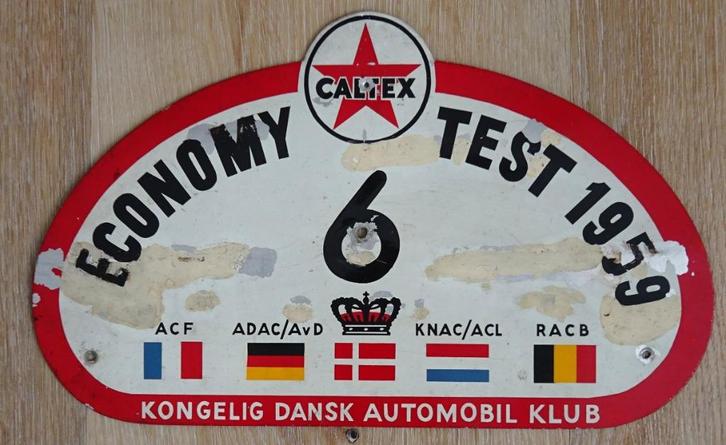 CALTEX
ECONOMY TEST 1959
6
ACF ADAC/AvD KNAC/ACL RACB
KONGELIG DANSK AUTOMOBIL KLUB